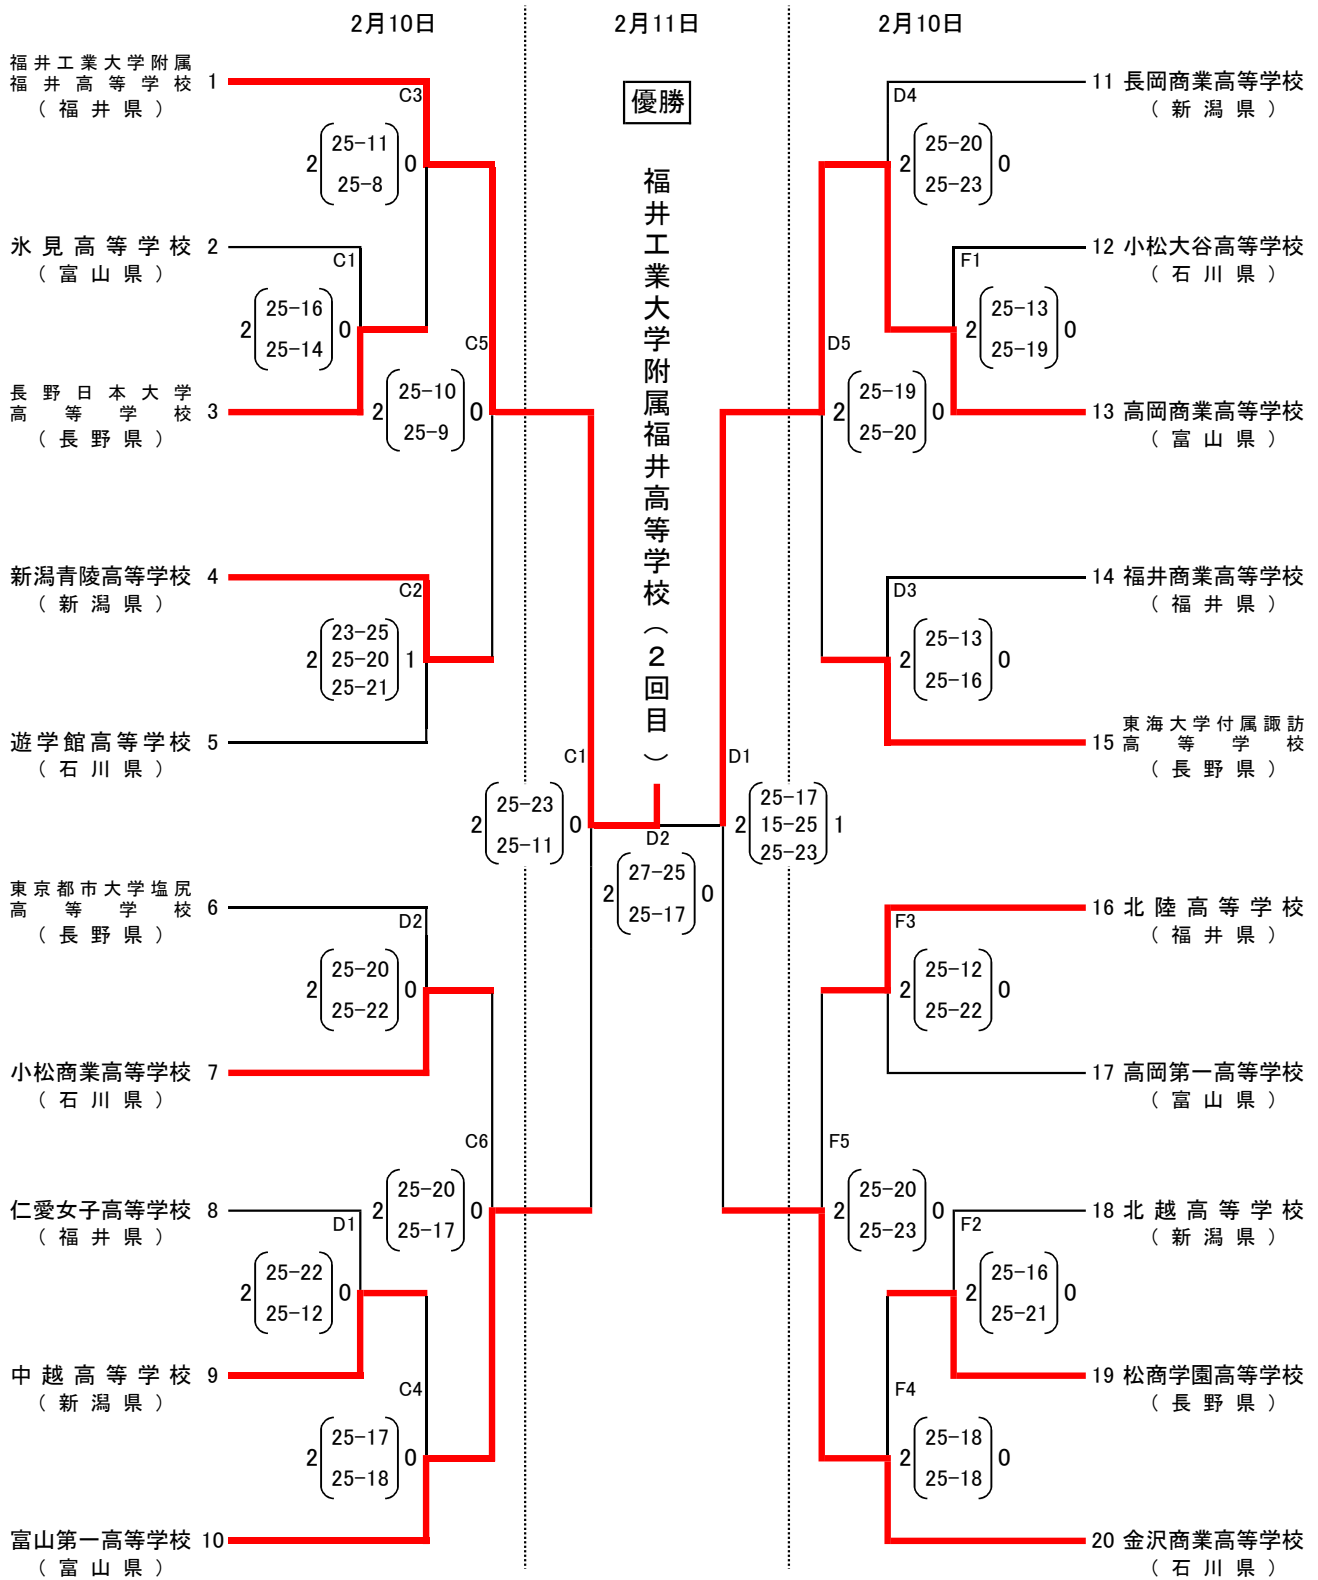 2月10日
2月11日
2月10日
優勝
福井工業大学附属福井高等学校（２回目）
福井工業大学附属
福井高等学校 1
（福井県）
C3
25-11
2 0
25-8
氷見高等学校 2
（富山県）
C1
25-16
2 0
25-14
長野日本大学
高等学校 3
（長野県）
C5
25-10
2 0
25-9
新潟青陵高等学校 4
（新潟県）
C2
23-25
2 25-20 1
25-21
遊学館高等学校 5
（石川県）
C1
25-23
2 0
25-11
東京都市大学塩尻
高等学校 6
（長野県）
D2
25-20
2 0
25-22
小松商業高等学校 7
（石川県）
C6
25-20
2 0
25-17
仁愛女子高等学校 8
（福井県）
D1
25-22
2 0
25-12
中越高等学校 9
（新潟県）
C4
25-17
2 0
25-18
富山第一高等学校 10
（富山県）
D2
27-25
2 0
25-17
11 長岡商業高等学校
（新潟県）
D4
25-20
2 0
25-23
12 小松大谷高等学校
（石川県）
F1
25-13
2 0
25-19
D5
25-19
2 0
25-20
13 高岡商業高等学校
（富山県）
14 福井商業高等学校
（福井県）
D3
25-13
2 0
25-16
東海大学付属諏訪
15 高等学校
（長野県）
D1
25-17
2 15-25 1
25-23
16 北陸高等学校
（福井県）
F3
25-12
2 0
25-22
17 高岡第一高等学校
（富山県）
F5
25-20
2 0
25-23
18 北越高等学校
（新潟県）
F2
25-16
2 0
25-21
19 松商学園高等学校
（長野県）
F4
25-18
2 0
25-18
20 金沢商業高等学校
（石川県）